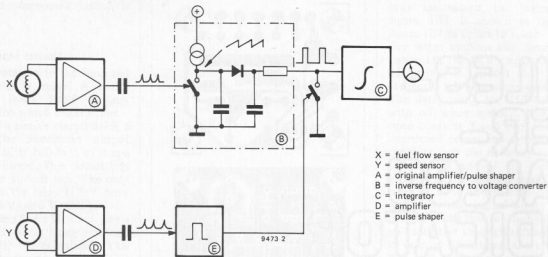 +
X
A
B
C
X = fuel flow sensor
Y = speed sensor
A = original amplifier/pulse shaper
B = inverse frequency to voltage converter
C = integrator
D = amplifier
E = pulse shaper
Y
D
E
9473 2